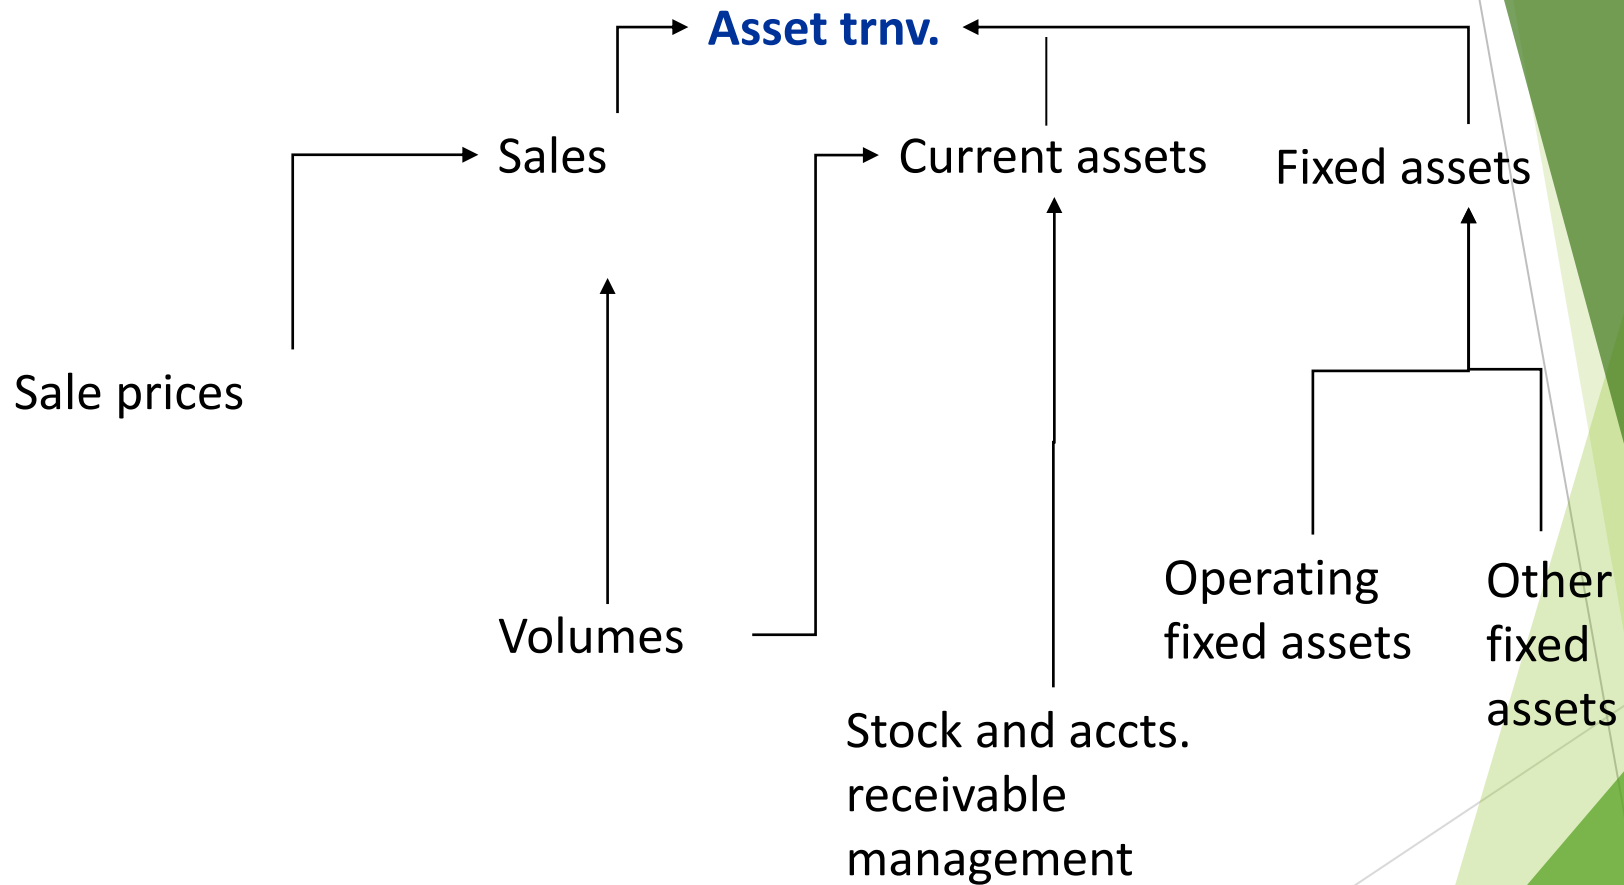 Asset trnv.
Sales
Current assets
Fixed assets
Sale prices
Volumes
Operating
fixed assets
Other
fixed
assets
Stock and accts.
receivable
management